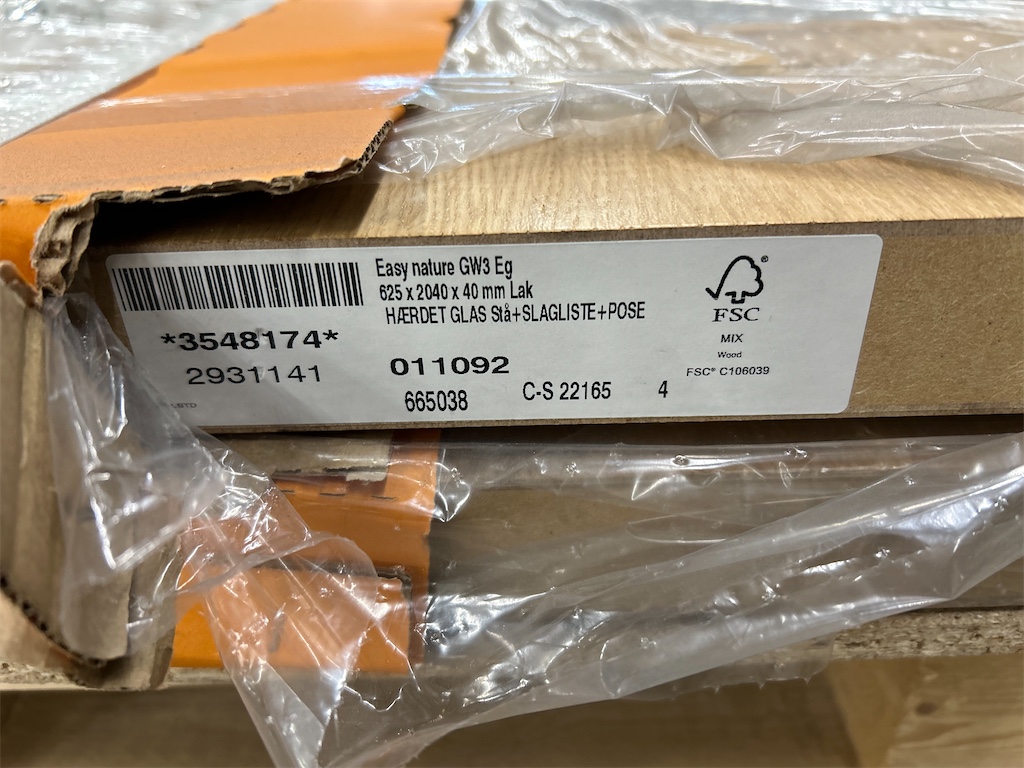 Easy nature GW3 Eg
625 x 2040 x 40 mm Lak
HÆRDET GLAS Stå+SLAGLISTE+POSE
*3548174*
2931141
011092
665038 C-S 22165 4
®
FSC
MIX
Wood
FSC® C106039